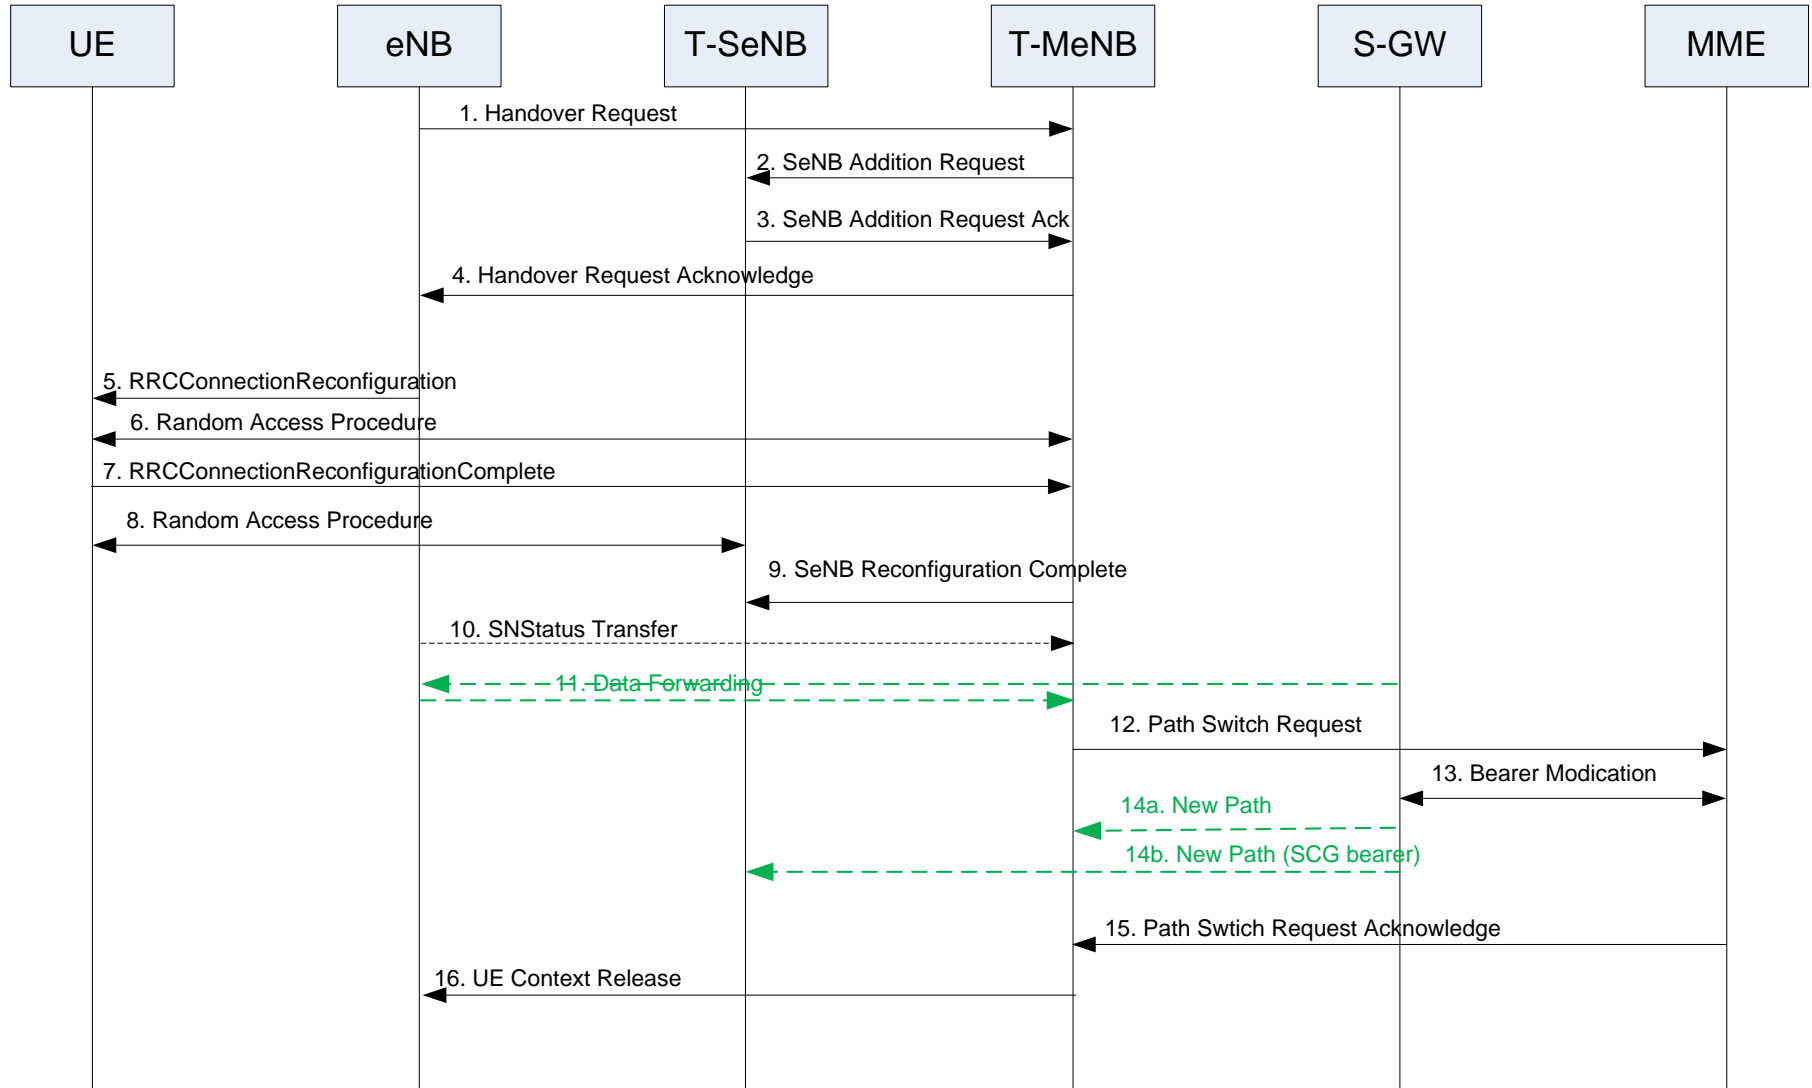 UE
eNB
T-SeNB
T-MeNB
S-GW
MME
1. Handover Request
2. SeNB Addition Request
3. SeNB Addition Request Ack
4. Handover Request Acknowledge
5. RRCConnectionReconfiguration
6. Random Access Procedure
7. RRCConnectionReconfigurationComplete
8. Random Access Procedure
9. SeNB Reconfiguration Complete
10. SNStatus Transfer
11. Data Forwarding
12. Path Switch Request
13. Bearer Modication
14a. New Path
14b. New Path (SCG bearer)
15. Path Swtich Request Acknowledge
16. UE Context Release